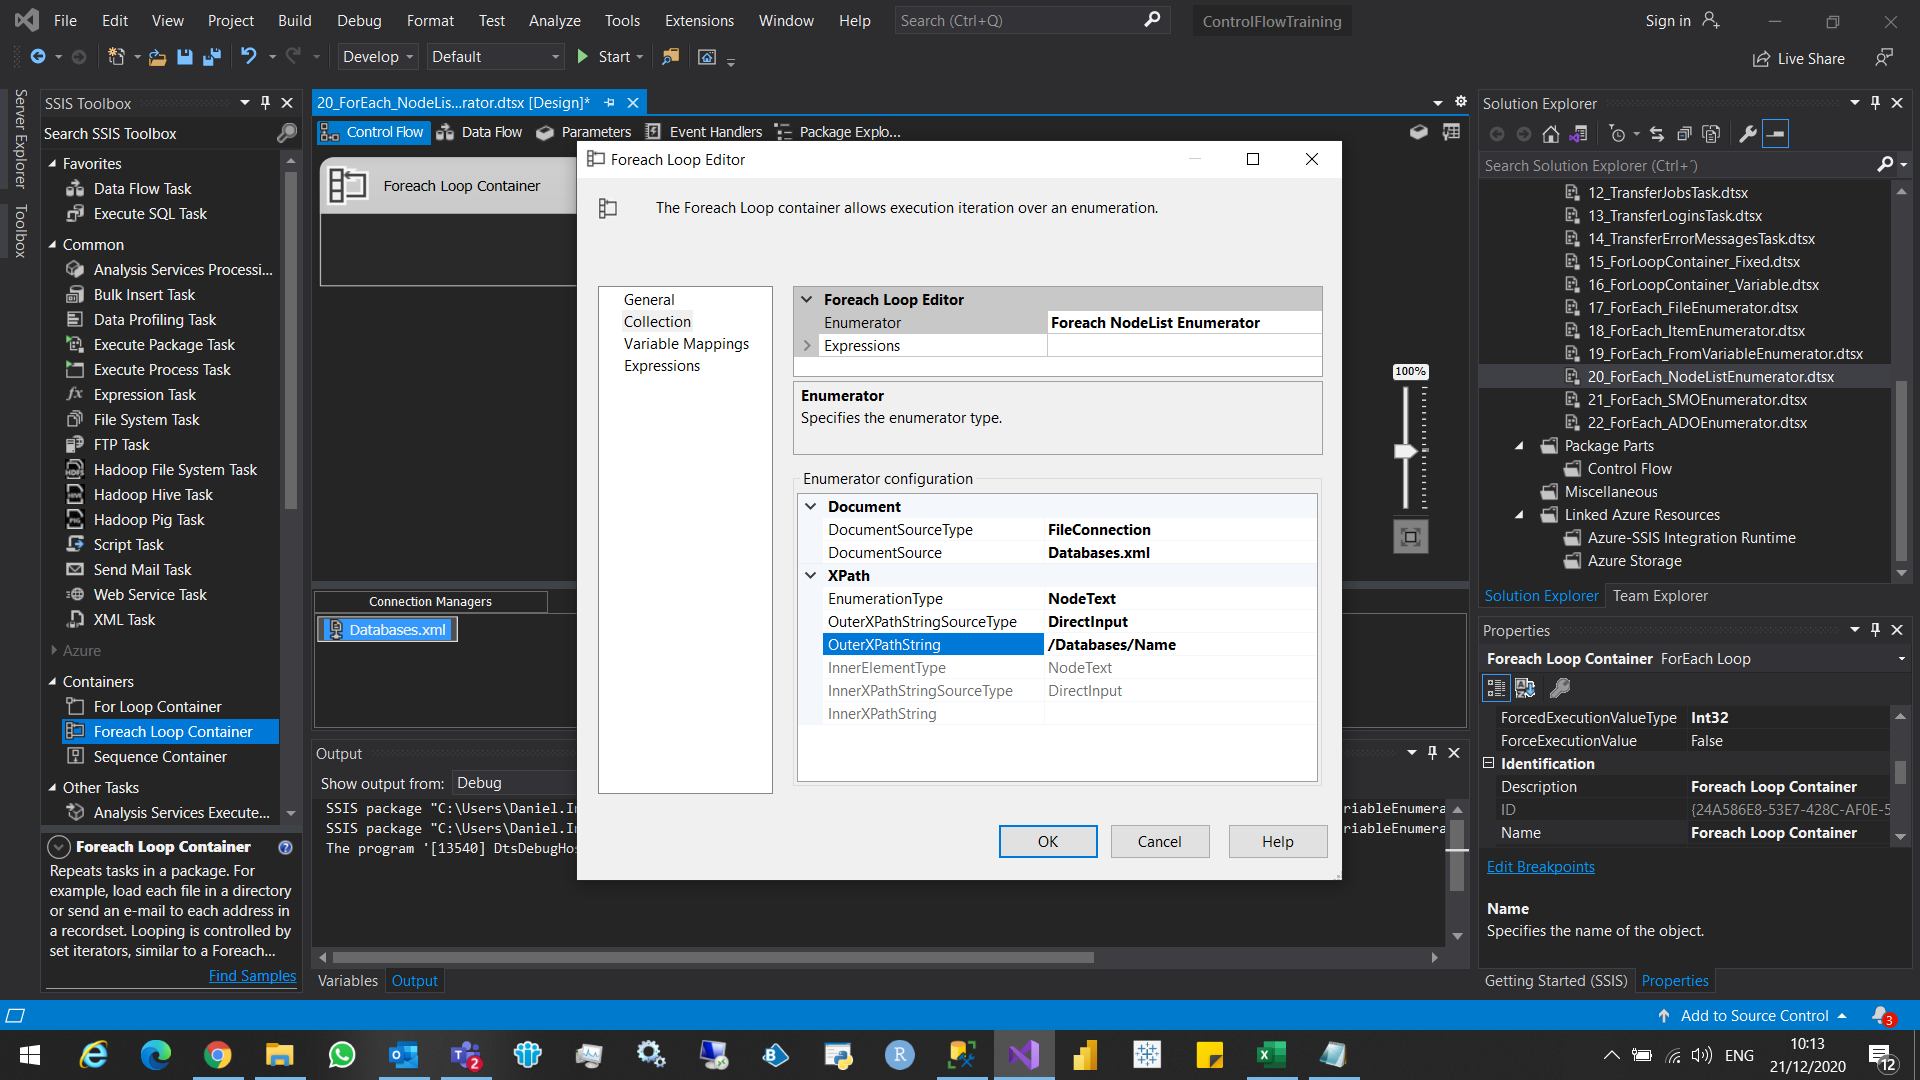 File Edit View Project Build Debug Format Test Analyze Tools Extensions Window Help Search (Ctrl+Q) ControlFlowTraining Sign in
Develop Default Start Live Share
Server Explorer
Toolbox
SSIS Toolbox
Search SSIS Toolbox
Favorites
Data Flow Task
Execute SQL Task
Common
Analysis Services Processi...
Bulk Insert Task
Data Profiling Task
Execute Package Task
Execute Process Task
Expression Task
File System Task
FTP Task
Hadoop File System Task
Hadoop Hive Task
Hadoop Pig Task
Script Task
Send Mail Task
Web Service Task
XML Task
Azure
Containers
For Loop Container
Foreach Loop Container
Sequence Container
Other Tasks
Analysis Services Execute...
Foreach Loop Container
Repeats tasks in a package. For
example, load each file in a directory
or send an e-mail to each address in
a recordset. Looping is controlled by
set iterators, similar to a Foreach...
Find Samples
20_ForEach_NodeLis...rator.dtsx [Design]*
Control Flow Data Flow Parameters Event Handlers Package Explo...
Foreach Loop Container
100%
Connection Managers
Databases.xml
Output
Show output from: Debug
SSIS package "C:\Users\Daniel.In
riableEnumera
SSIS package "C:\Users\Daniel.In
riableEnumera
The program '[13540] DtsDebugHos
Variables Output
Foreach Loop Editor
The Foreach Loop container allows execution iteration over an enumeration.
General
Collection
Variable Mappings
Expressions
Foreach Loop Editor
Enumerator Foreach NodeList Enumerator
Expressions
Enumerator
Specifies the enumerator type.
Enumerator configuration
Document
DocumentSourceType FileConnection
DocumentSource Databases.xml
XPath
EnumerationType NodeText
OuterXPathStringSourceType DirectInput
OuterXPathString /Databases/Name
InnerElementType NodeText
InnerXPathStringSourceType DirectInput
InnerXPathString
OK Cancel Help
Solution Explorer
Search Solution Explorer (Ctrl+´)
12_TransferJobsTask.dtsx
13_TransferLoginsTask.dtsx
14_TransferErrorMessagesTask.dtsx
15_ForLoopContainer_Fixed.dtsx
16_ForLoopContainer_Variable.dtsx
17_ForEach_FileEnumerator.dtsx
18_ForEach_ItemEnumerator.dtsx
19_ForEach_FromVariableEnumerator.dtsx
20_ForEach_NodeListEnumerator.dtsx
21_ForEach_SMOEnumerator.dtsx
22_ForEach_ADOEnumerator.dtsx
Package Parts
Control Flow
Miscellaneous
Linked Azure Resources
Azure-SSIS Integration Runtime
Azure Storage
Solution Explorer Team Explorer
Properties
Foreach Loop Container ForEach Loop
ForcedExecutionValueType Int32
ForceExecutionValue False
Identification
Description Foreach Loop Container
ID {24A586E8-53E7-428C-AF0E-5
Name Foreach Loop Container
Edit Breakpoints
Name
Specifies the name of the object.
Getting Started (SSIS) Properties
Add to Source Control 3
2
ENG
10:13
21/12/2020
12